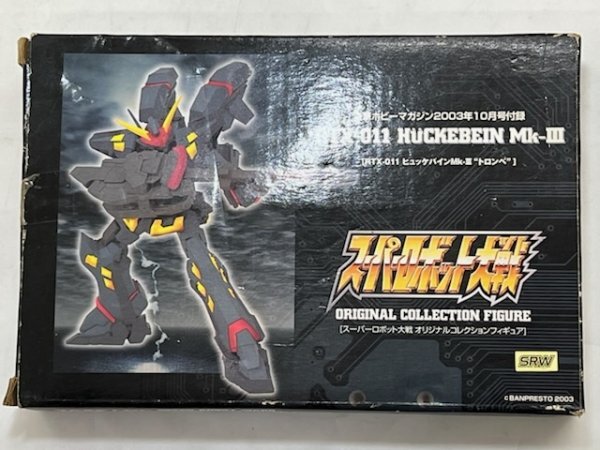 ホビーマガジン2003年10月号付録
RTX-011 HÜCKEBEIN Mk-III
[RTX-011 ヒュッケバインMk-III "トロンベ"]
スーパーロボット大戦
ORIGINAL COLLECTION FIGURE
[スーパーロボット大戦 オリジナルコレクションフィギュア]
SRW
©BANPRESTO 2003